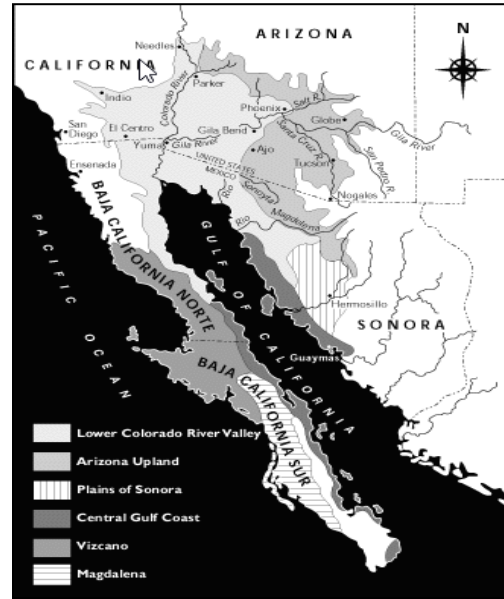 ARIZONA
N
Needles
CALIFORNIA
Colorado River
Parker
Indio
Phoenix
Salt R.
Globe
San
Diego
El Centro
Gila Bend
Gila River
Yuma
Gila River
Ajo
Santa Cruz R.
Tucson
San Pedro R.
Ensenada
UNITED STATES
MEXICO
Rio
Sonoyta
Nogales
Rio
Magdalena
BAJA CALIFORNIA NORTE
GULF OF CALIFORNIA
PACIFIC OCEAN
Hermosillo
SONORA
Guaymas
BAJA CALIFORNIA SUR
Lower Colorado River Valley
Arizona Upland
Plains of Sonora
Central Gulf Coast
Vizcano
Magdalena